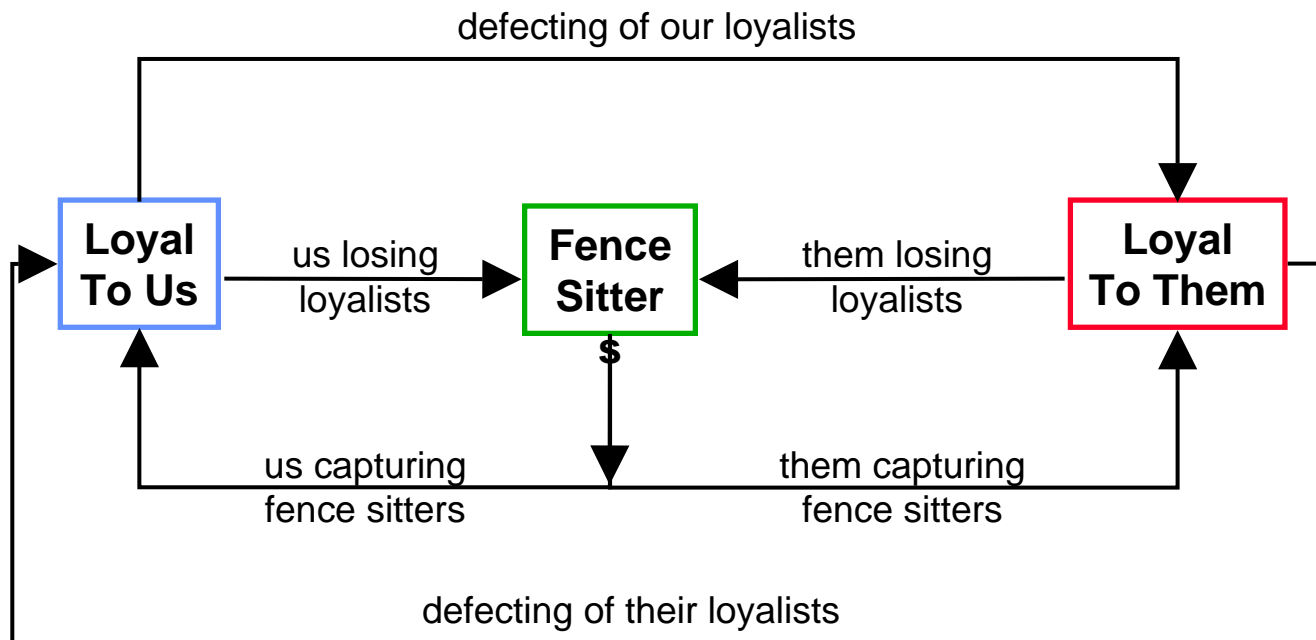 defecting of our loyalists
Loyal
To Us
us losing
loyalists
Fence
Sitter
s
them losing
loyalists
Loyal
To Them
us capturing
fence sitters
them capturing
fence sitters
defecting of their loyalists